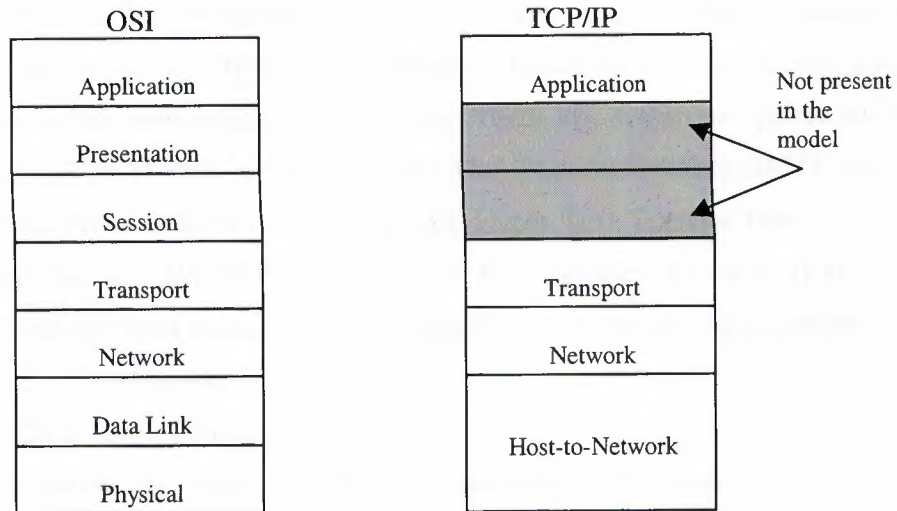 OSI
Application
Presentation
Session
Transport
Network
Data Link
Physical
TCP/IP
Application
Transport
Network
Host-to-Network
Not present
in the
model